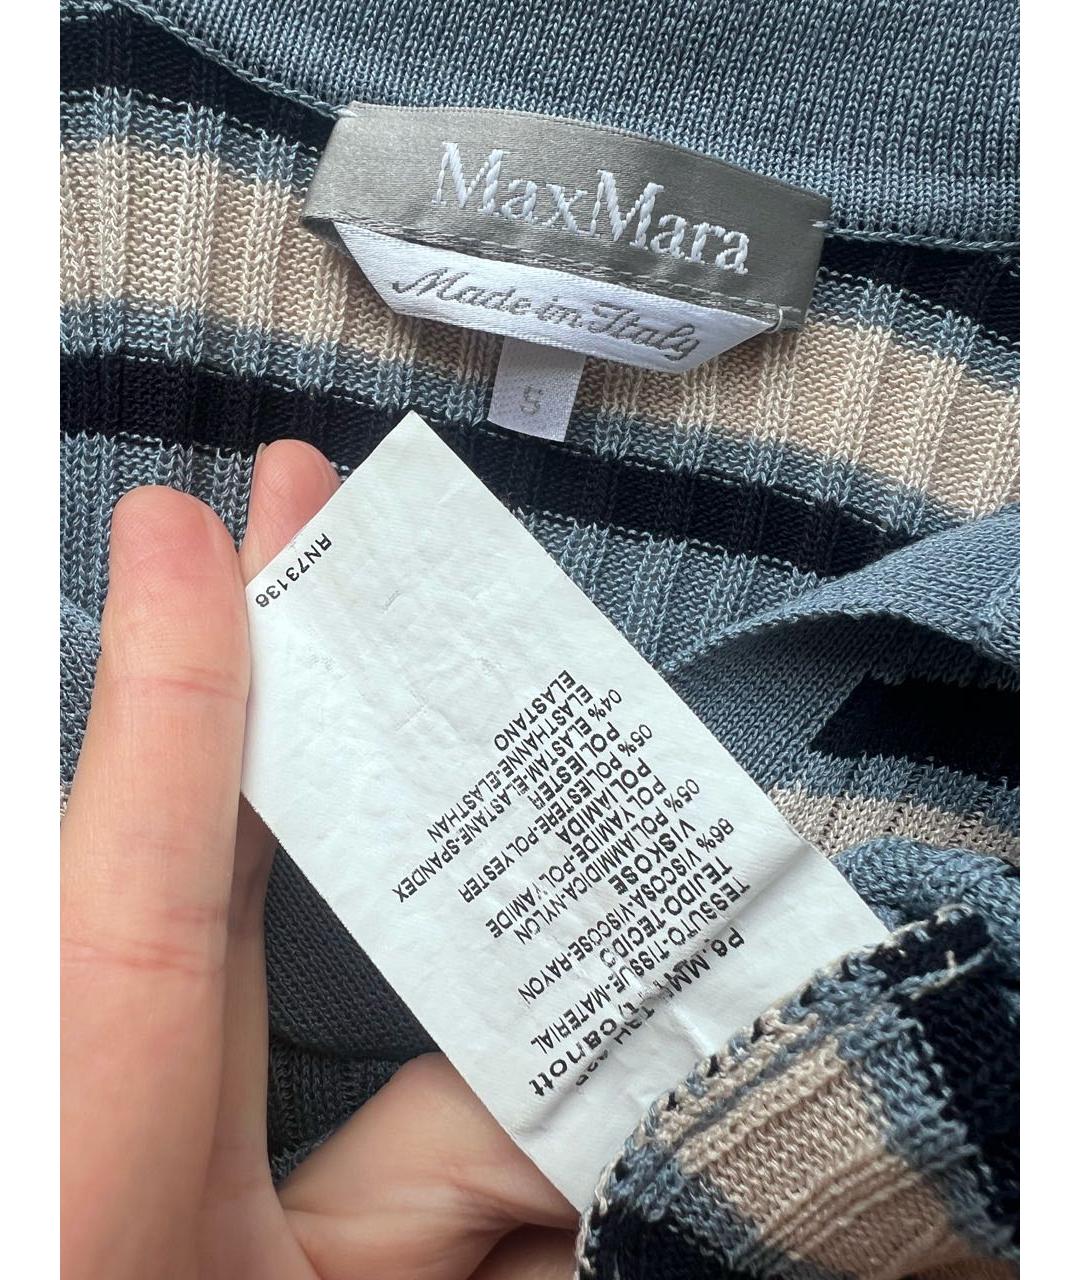 MaxMara
Made in Italy
S
t/canott
TESSUTO-TISSUE-MATERIAL
TEJIDO-TECIDO
86% VISCOSA-VISCOSE-RAYON
VISKOSE
05% POLIAMMIDICA-NYLON
POLYAMIDE-POLYAMIDE
POLIAMIDA
05% POLIESTERE-POLYESTER
POLIESTER
04% ELASTAM-ELASTANE-SPANDEX
ELASTHANNE-ELASTHAN
ELASTANO
RN73136